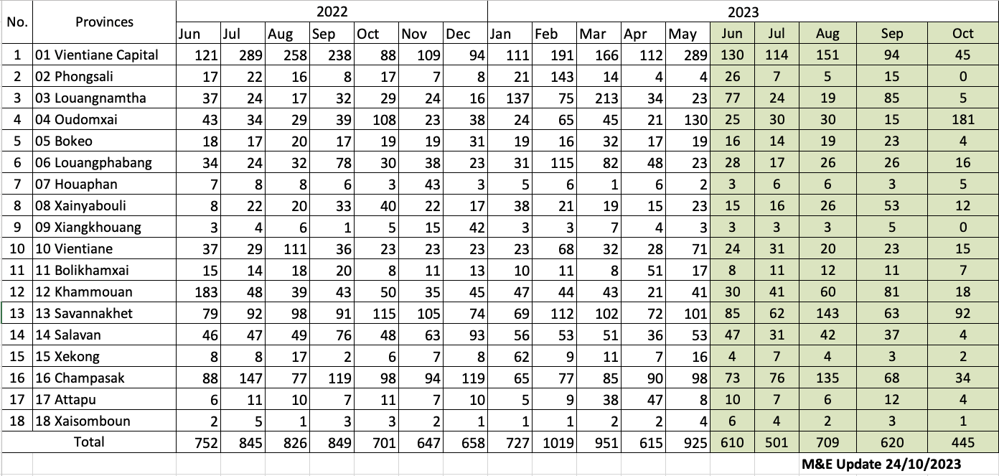 No. Provinces 2022 2023
Jun Jul Aug Sep Oct Nov Dec Jan Feb Mar Apr May Jun Jul Aug Sep Oct
1 01 Vientiane Capital 121 289 258 238 88 109 94 111 191 166 112 289 130 114 151 94 45
2 02 Phongsali 17 22 16 8 17 7 8 21 143 14 4 4 26 7 5 15 0
3 03 Louangnamtha 37 24 17 32 29 24 16 137 75 213 34 23 77 24 19 85 5
4 04 Oudomxai 43 34 29 39 108 23 38 24 65 45 21 130 25 30 30 15 181
5 05 Bokeo 18 17 20 17 19 19 31 19 16 32 17 19 16 14 19 23 4
6 06 Louangphabang 34 24 32 78 30 38 23 31 115 82 48 23 28 17 26 26 16
7 07 Houaphan 7 8 8 6 3 43 3 5 6 1 6 2 3 6 6 3 5
8 08 Xainyabouli 8 22 20 33 40 22 17 38 21 19 15 23 15 16 26 53 12
9 09 Xiangkhouang 3 4 6 1 5 15 42 3 3 7 4 3 3 3 3 5 0
10 10 Vientiane 37 29 111 36 23 23 23 23 68 32 28 71 24 31 20 23 15
11 11 Bolikhamxai 15 14 18 20 8 11 13 10 11 8 51 17 8 11 12 11 7
12 12 Khammouan 183 48 39 43 50 35 45 47 44 43 21 41 30 41 60 81 18
13 13 Savannakhet 79 92 98 91 115 105 74 69 112 102 72 101 85 62 143 63 92
14 14 Salavan 46 47 49 76 48 63 93 56 53 51 36 53 47 31 42 37 4
15 15 Xekong 8 8 17 2 6 7 8 62 9 11 7 16 4 7 4 3 2
16 16 Champasak 88 147 77 119 98 94 119 65 77 85 90 98 73 76 135 68 34
17 17 Attapu 6 11 10 7 11 7 10 5 9 38 47 8 10 7 6 12 4
18 18 Xaisomboun 2 5 1 3 3 2 1 1 1 2 2 4 6 4 2 3 1
Total 752 845 826 849 701 647 658 727 1019 951 615 925 610 501 709 620 445
M&E Update 24/10/2023